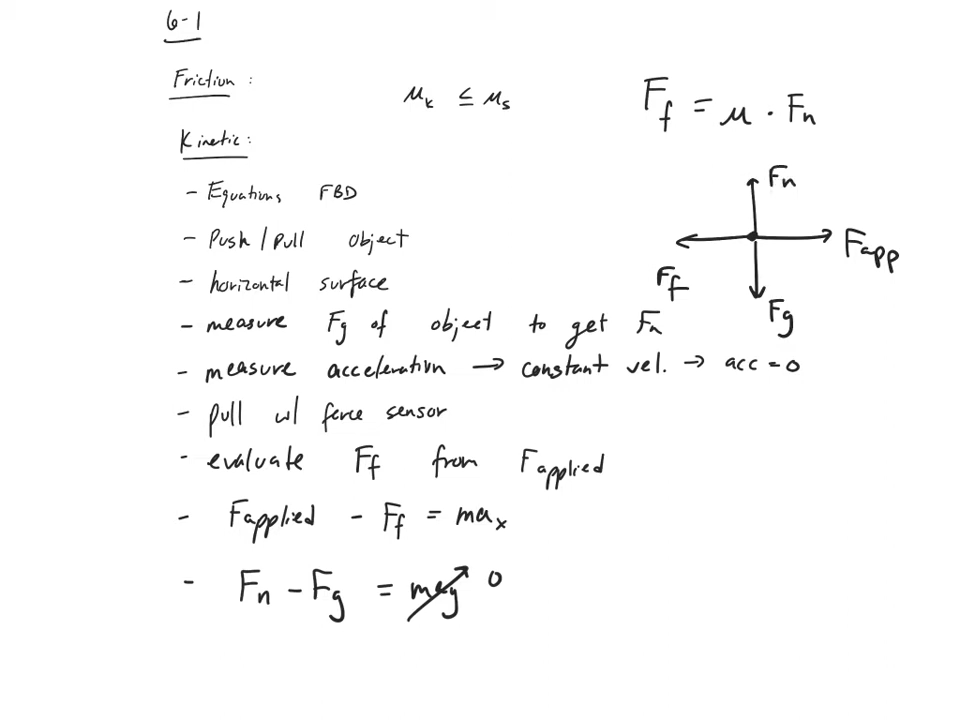 6-1
Friction:
μk ≤ μs
Ff = μ · Fn
Kinetic:
- Equations FBD
- Push/Pull object
- horizontal surface
- measure Fg of object to get Fn
- measure acceleration → constant vel. → acc = 0
- pull w/ force sensor
- evaluate Ff from Fapplied
- Fapplied - Ff = max
- Fn - Fg = may 0
Fn
Fapp
Ff
Fg